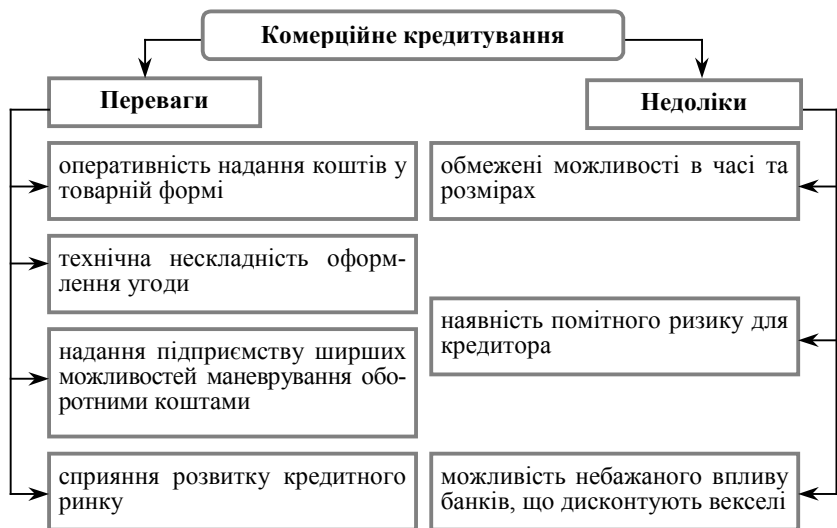 Комерційне кредитування
Переваги
Недоліки
оперативність надання коштів у
товарній формі
технічна нескладність оформ-
лення угоди
надання підприємству ширших
можливостей маневрування обо-
ротними коштами
сприяння розвитку кредитного
ринку
обмежені можливості в часі та
розмірах
наявність помітного ризику для
кредитора
можливість небажаного впливу
банків, що дисконтують векселі